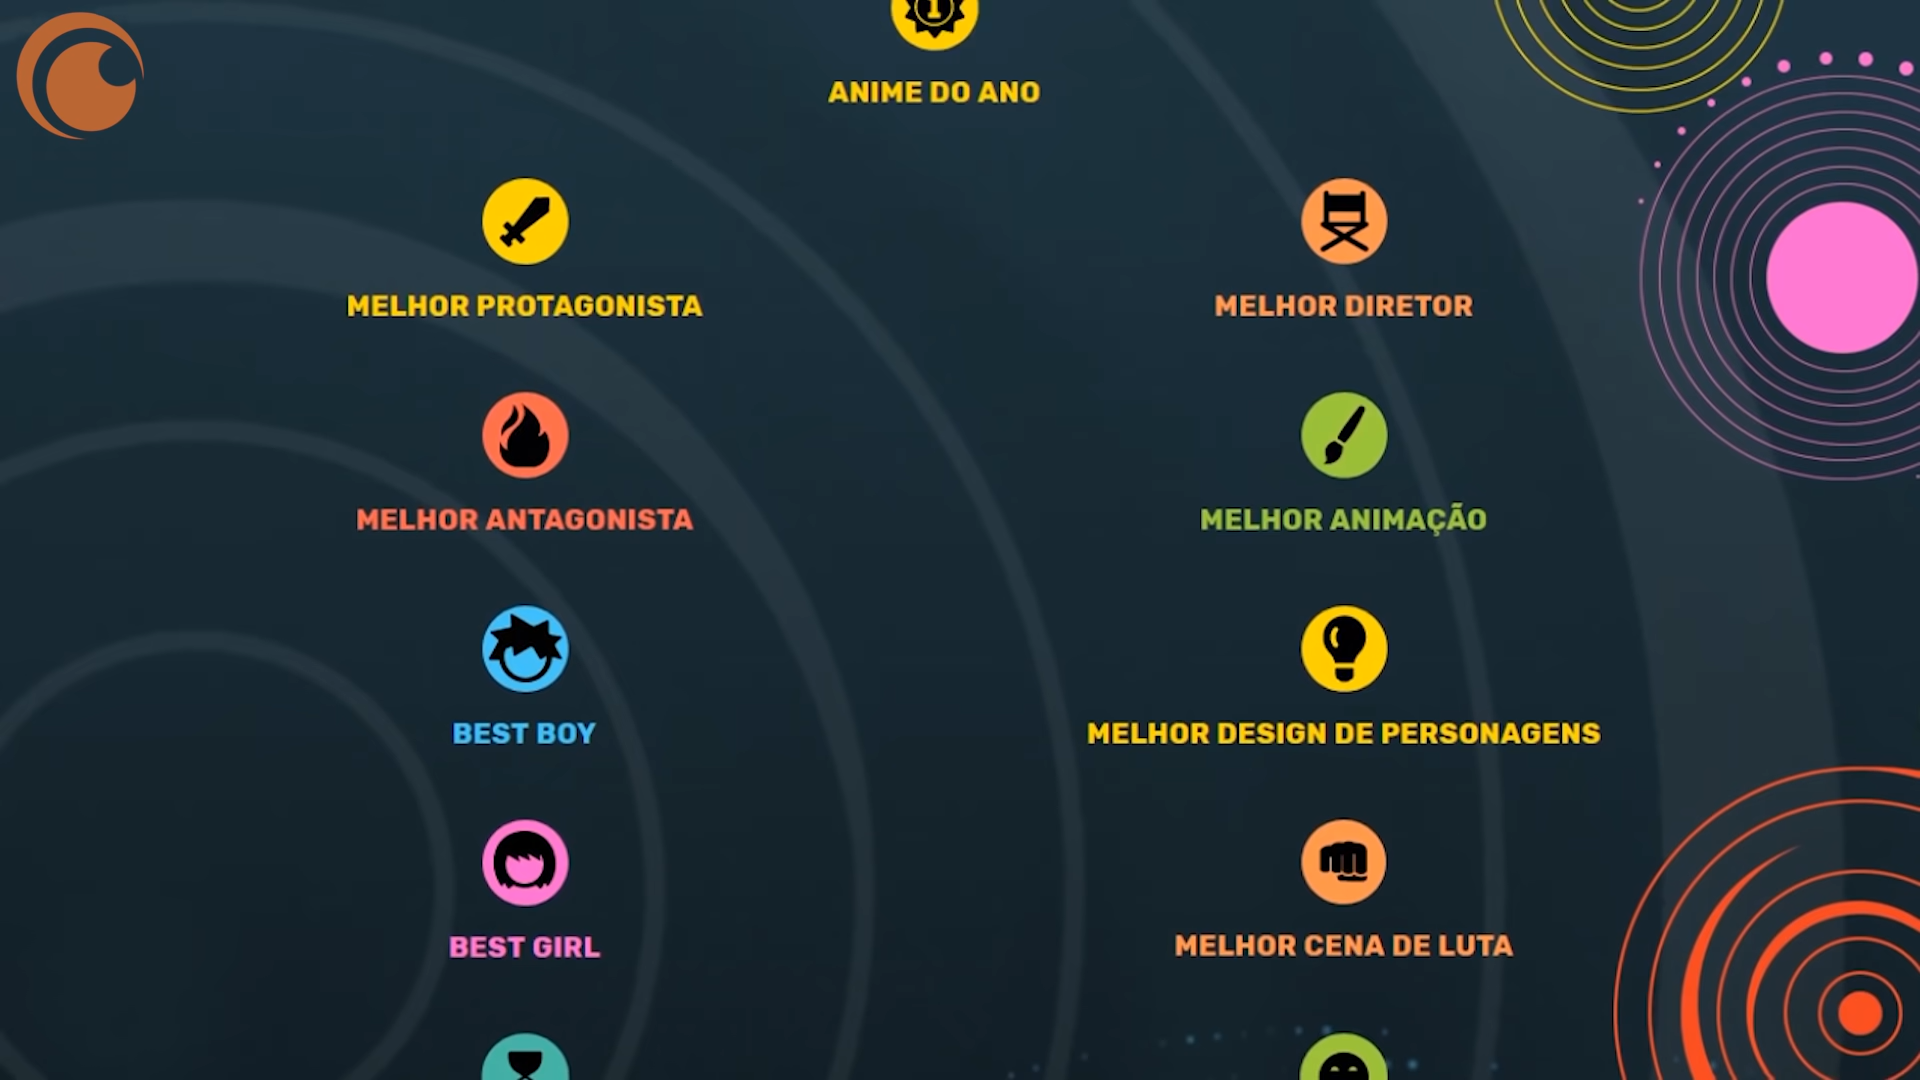 1
ANIME DO ANO
MELHOR PROTAGONISTA
MELHOR DIRETOR
MELHOR ANTAGONISTA
MELHOR ANIMAÇÃO
BEST BOY
MELHOR DESIGN DE PERSONAGENS
BEST GIRL
MELHOR CENA DE LUTA